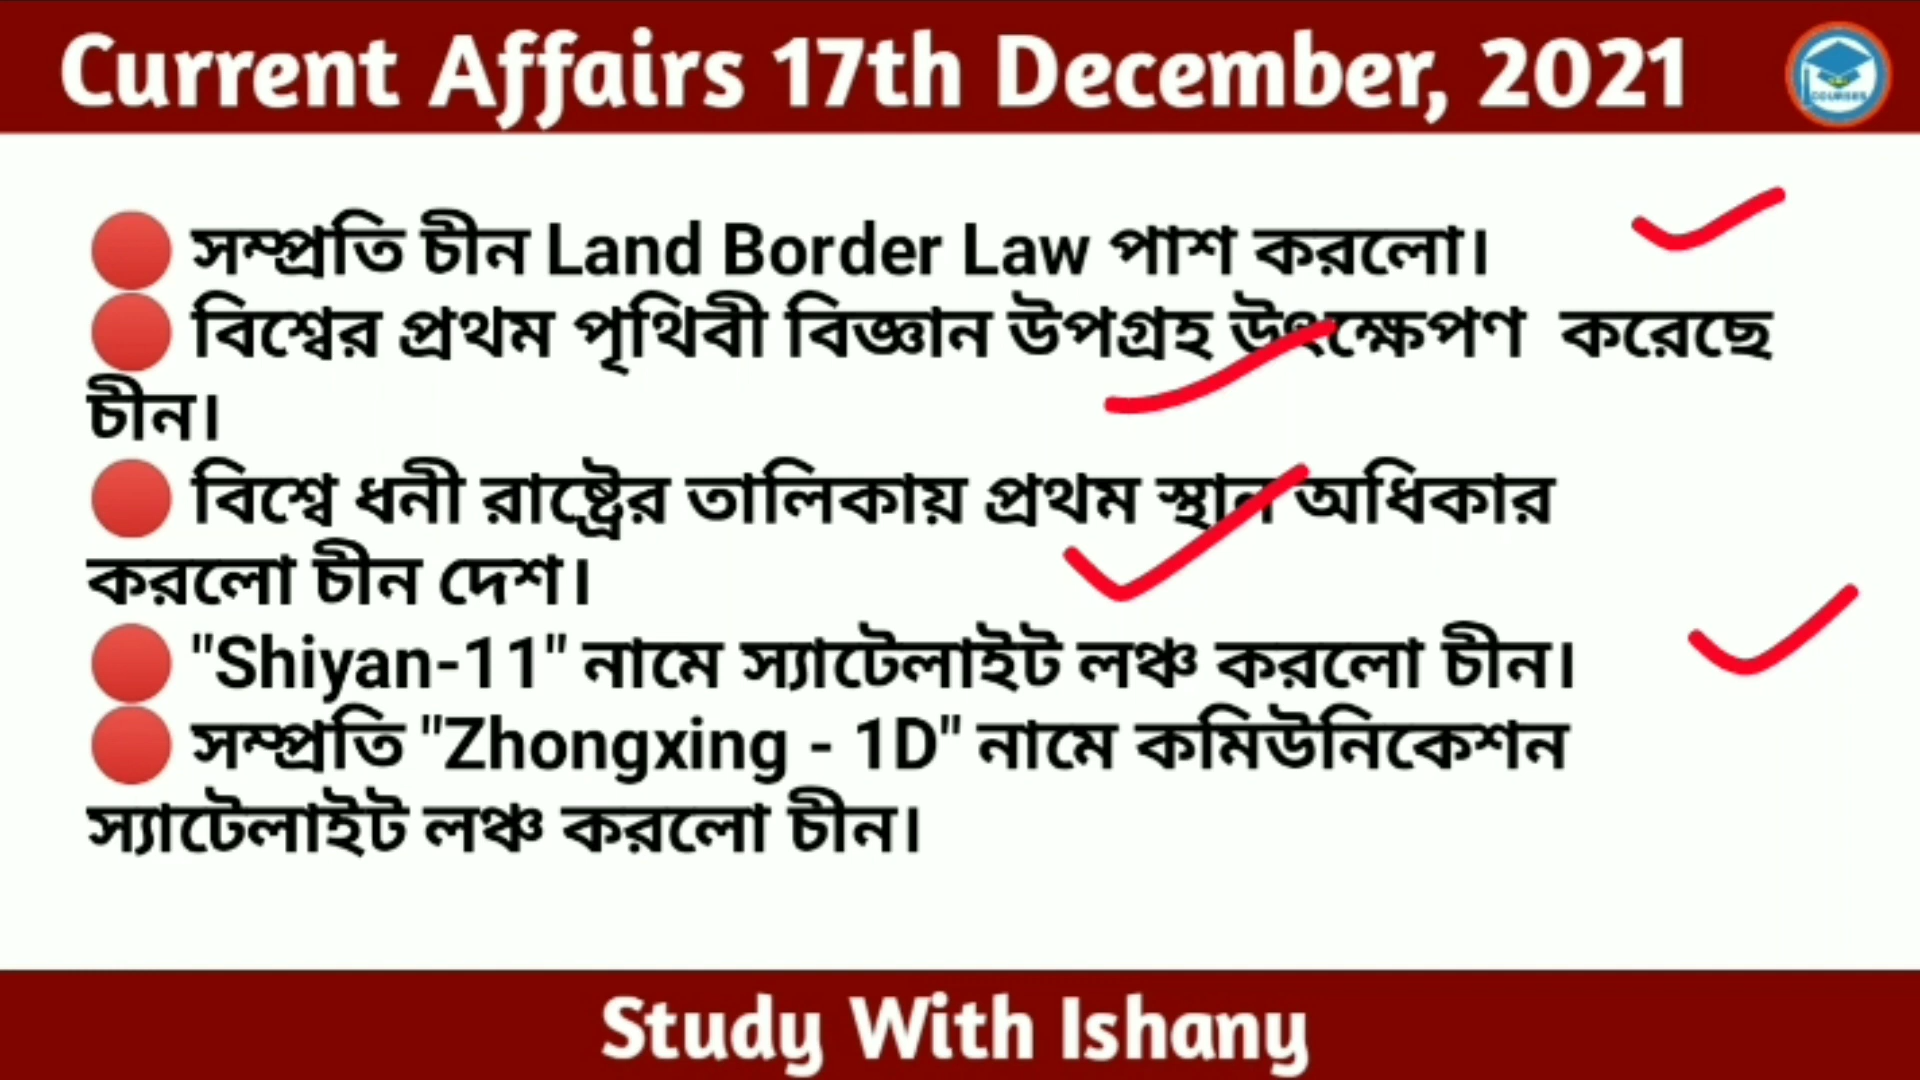 Current Affairs 17th December, 2021
COURSES
সম্প্রতি চীন Land Border Law পাশ করলো।
বিশ্বের প্রথম পৃথিবী বিজ্ঞান উপগ্রহ উৎক্ষেপণ করেছে
চীন।
বিশ্বে ধনী রাষ্ট্রের তালিকায় প্রথম স্থান অধিকার
করলো চীন দেশ।
"Shiyan-11" নামে স্যাটেলাইট লঞ্চ করলো চীন।
সম্প্রতি "Zhongxing - 1D" নামে কমিউনিকেশন
স্যাটেলাইট লঞ্চ করলো চীন।
Study With Ishany